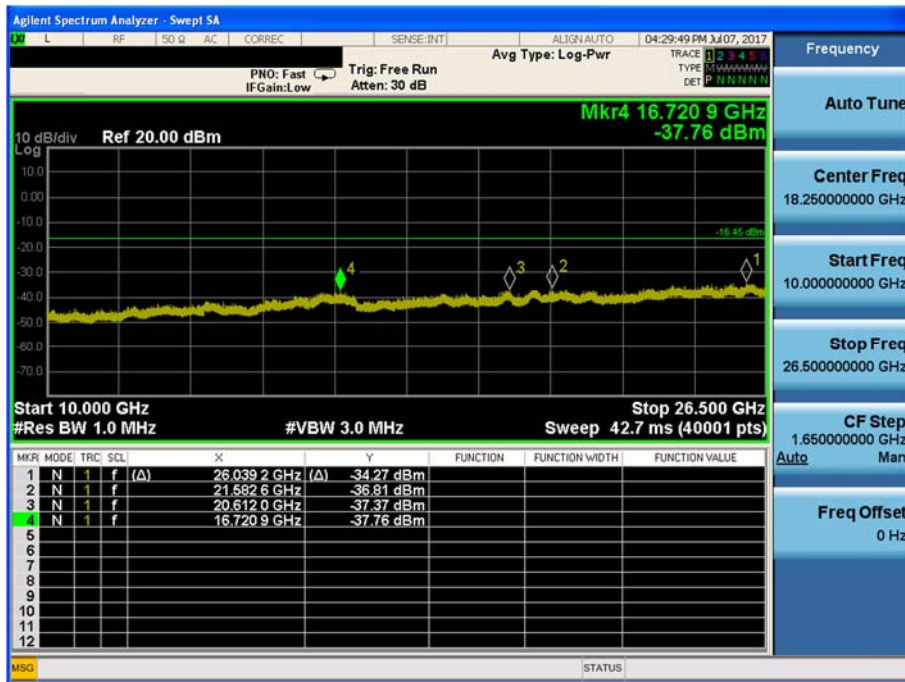 Agilent Spectrum Analyzer - Swept SA
LXI L RF 50 Ω AC CORREC SENSE:INT ALIGN AUTO 04:29:49 PM Jul 07, 2017
Avg Type: Log-Pwr TRACE 1 2 3 4 5 6
PNO: Fast Trig: Free Run TYPE M W W W W W
IFGain:Low Atten: 30 dB DET P N N N N N
Mkr4 16.720 9 GHz
-37.76 dBm
10 dB/div Ref 20.00 dBm
Log
10.0
0.00
-10.0
-16.45 dBm
-20.0
-30.0
4 3 2 1
-40.0
-50.0
-60.0
-70.0
Start 10.000 GHz Stop 26.500 GHz
#Res BW 1.0 MHz #VBW 3.0 MHz Sweep 42.7 ms (40001 pts)
MKR MODE TRC SCL X Y FUNCTION FUNCTION WIDTH FUNCTION VALUE
1 N 1 f (Δ) 26.039 2 GHz (Δ) -34.27 dBm
2 N 1 f 21.582 6 GHz -36.81 dBm
3 N 1 f 20.612 0 GHz -37.37 dBm
4 N 1 f 16.720 9 GHz -37.76 dBm
5
6
7
8
9
10
11
12
MSG STATUS
Frequency
Auto Tune
Center Freq
18.250000000 GHz
Start Freq
10.000000000 GHz
Stop Freq
26.500000000 GHz
CF Step
1.650000000 GHz
Auto Man
Freq Offset
0 Hz